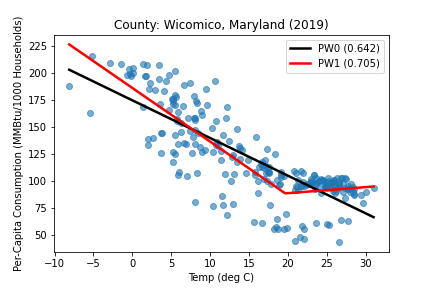 County: Wicomico, Maryland (2019)
Per-Capita Consumption (MMBtu/1000 Households)
225
200
175
150
125
100
75
50
PW0 (0.642)
PW1 (0.705)
−10 −5 0 5 10 15 20 25 30
Temp (deg C)